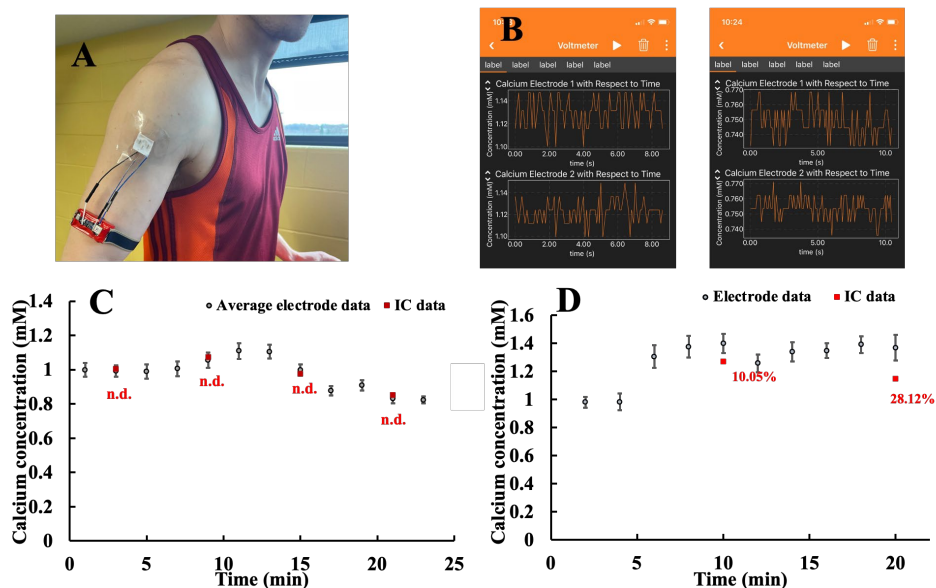 A
B
10:
Voltmeter
label label label label label
Calcium Electrode 1 with Respect to Time
Concentration (mM)
1.14
1.12
1.10
0.00 2.00 4.00 6.00 8.00
time (s)
Calcium Electrode 2 with Respect to Time
Concentration (mM)
1.14
1.10
0.00 2.00 4.00 6.00 8.00
time (s)
10:24
Voltmeter
label label label label label
Calcium Electrode 1 with Respect to Time
Concentration (mM)
0.770
0.760
0.740
0.00 5.00 10.0
time (s)
Calcium Electrode 2 with Respect to Time
Concentration (mM)
0.770
0.750
0.740
0.00 5.00 10.0
time (s)
C
Average electrode data IC data
Calcium concentration (mM)
1.4
1.2
1
0.8
0.6
0.4
0.2
0
n.d.
n.d.
n.d.
n.d.
0 5 10 15 20 25
Time (min)
D
Electrode data IC data
Calcium concentration (mM)
1.6
1.4
1.2
1
0.8
0.6
0.4
0.2
0
10.05%
28.12%
0 5 10 15 20
Time (min)